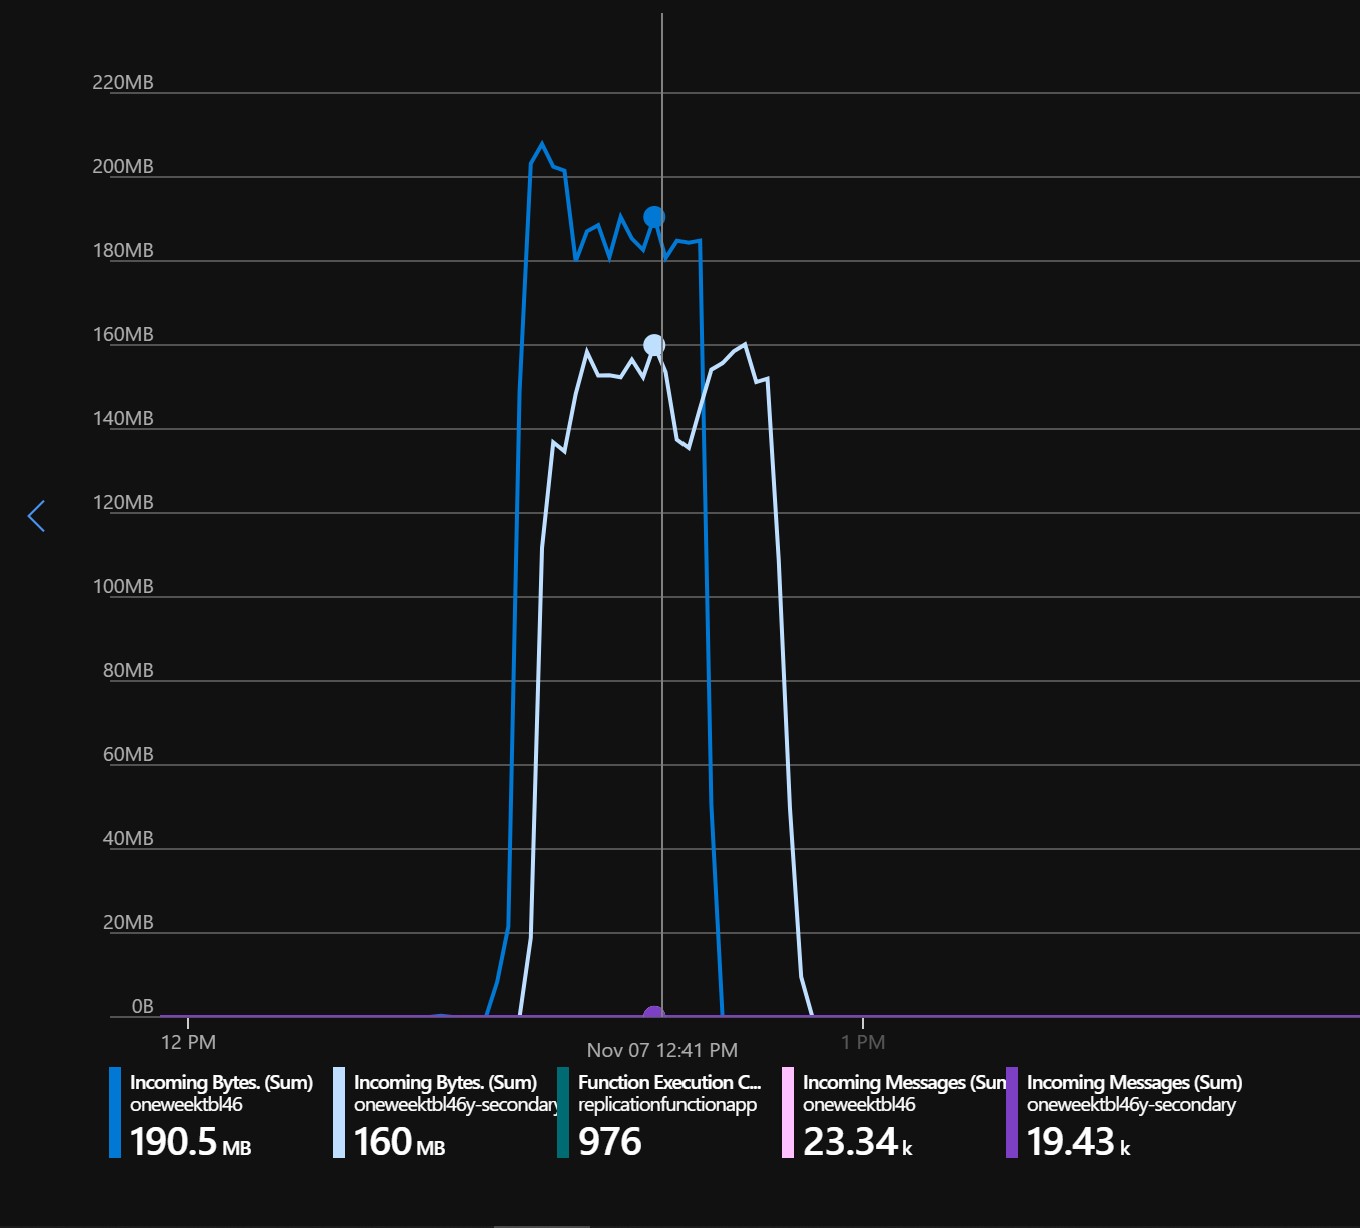 220MB
200MB
180MB
160MB
140MB
120MB
100MB
80MB
60MB
40MB
20MB
0B
12 PM
Nov 07 12:41 PM
1 PM
Incoming Bytes. (Sum)
oneweektbl46
190.5 MB
Incoming Bytes. (Sum)
oneweektbl46y-secondary
160 MB
Function Execution C...
replicationfunctionapp
976
Incoming Messages (Sum
oneweektbl46
23.34 k
Incoming Messages (Sum)
oneweektbl46y-secondary
19.43 k